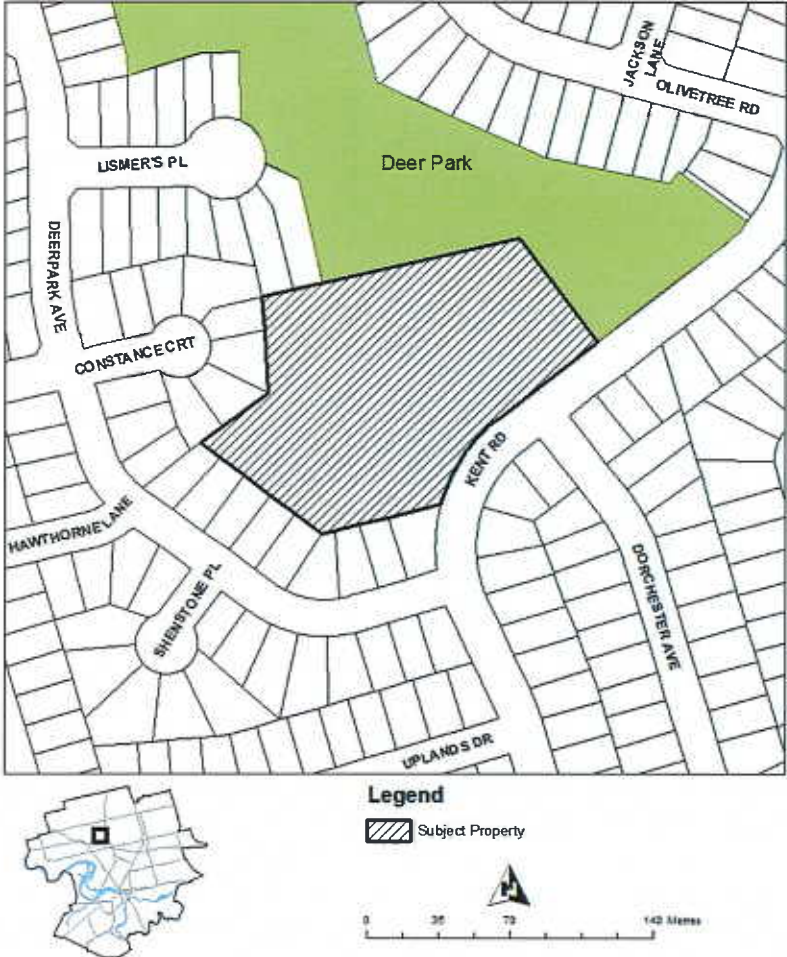 JACKSON
LANE
OLIVETREE RD
Deer Park
LISMER'S PL
DEERPARK AVE
CONSTANCE CRT
KENT RD
HAWTHORNE LANE
SHENSTONE PL
DORCHESTER AVE
UPLANDS DR
Legend
Subject Property
N
0 35 70 140 Metres